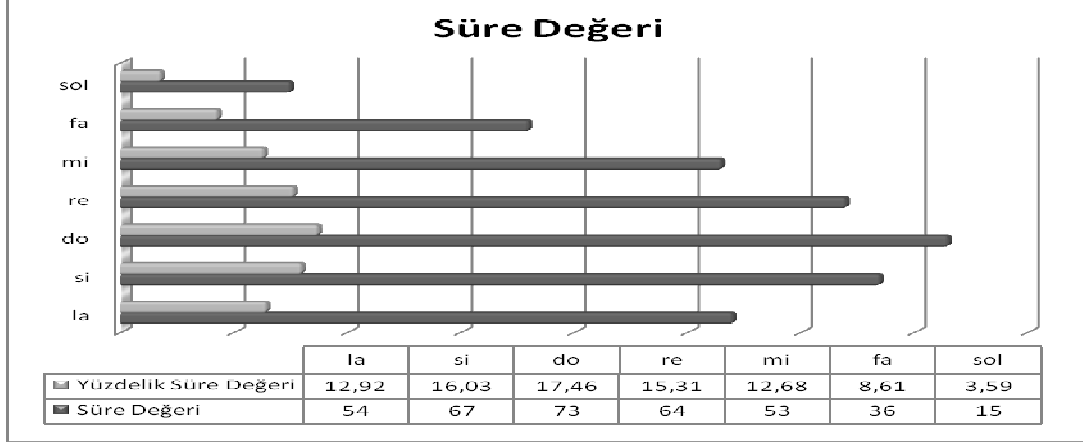 Süre Değeri
sol
fa
mi
re
do
si
la
la si do re mi fa sol
Yüzdelik Süre Değeri 12,92 16,03 17,46 15,31 12,68 8,61 3,59
Süre Değeri 54 67 73 64 53 36 15